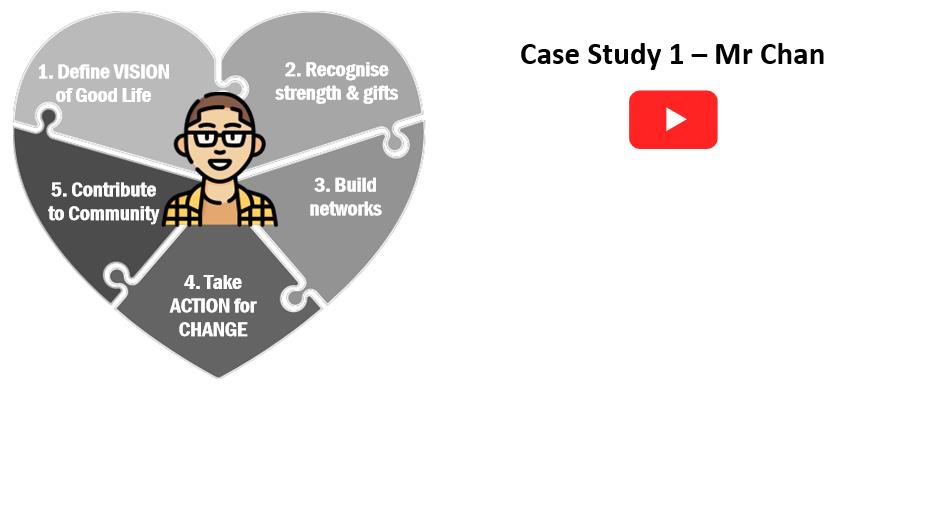 1. Define VISION
of Good Life
2. Recognise
strength & gifts
3. Build
networks
4. Take
ACTION for
CHANGE
5. Contribute
to Community
Case Study 1 – Mr Chan